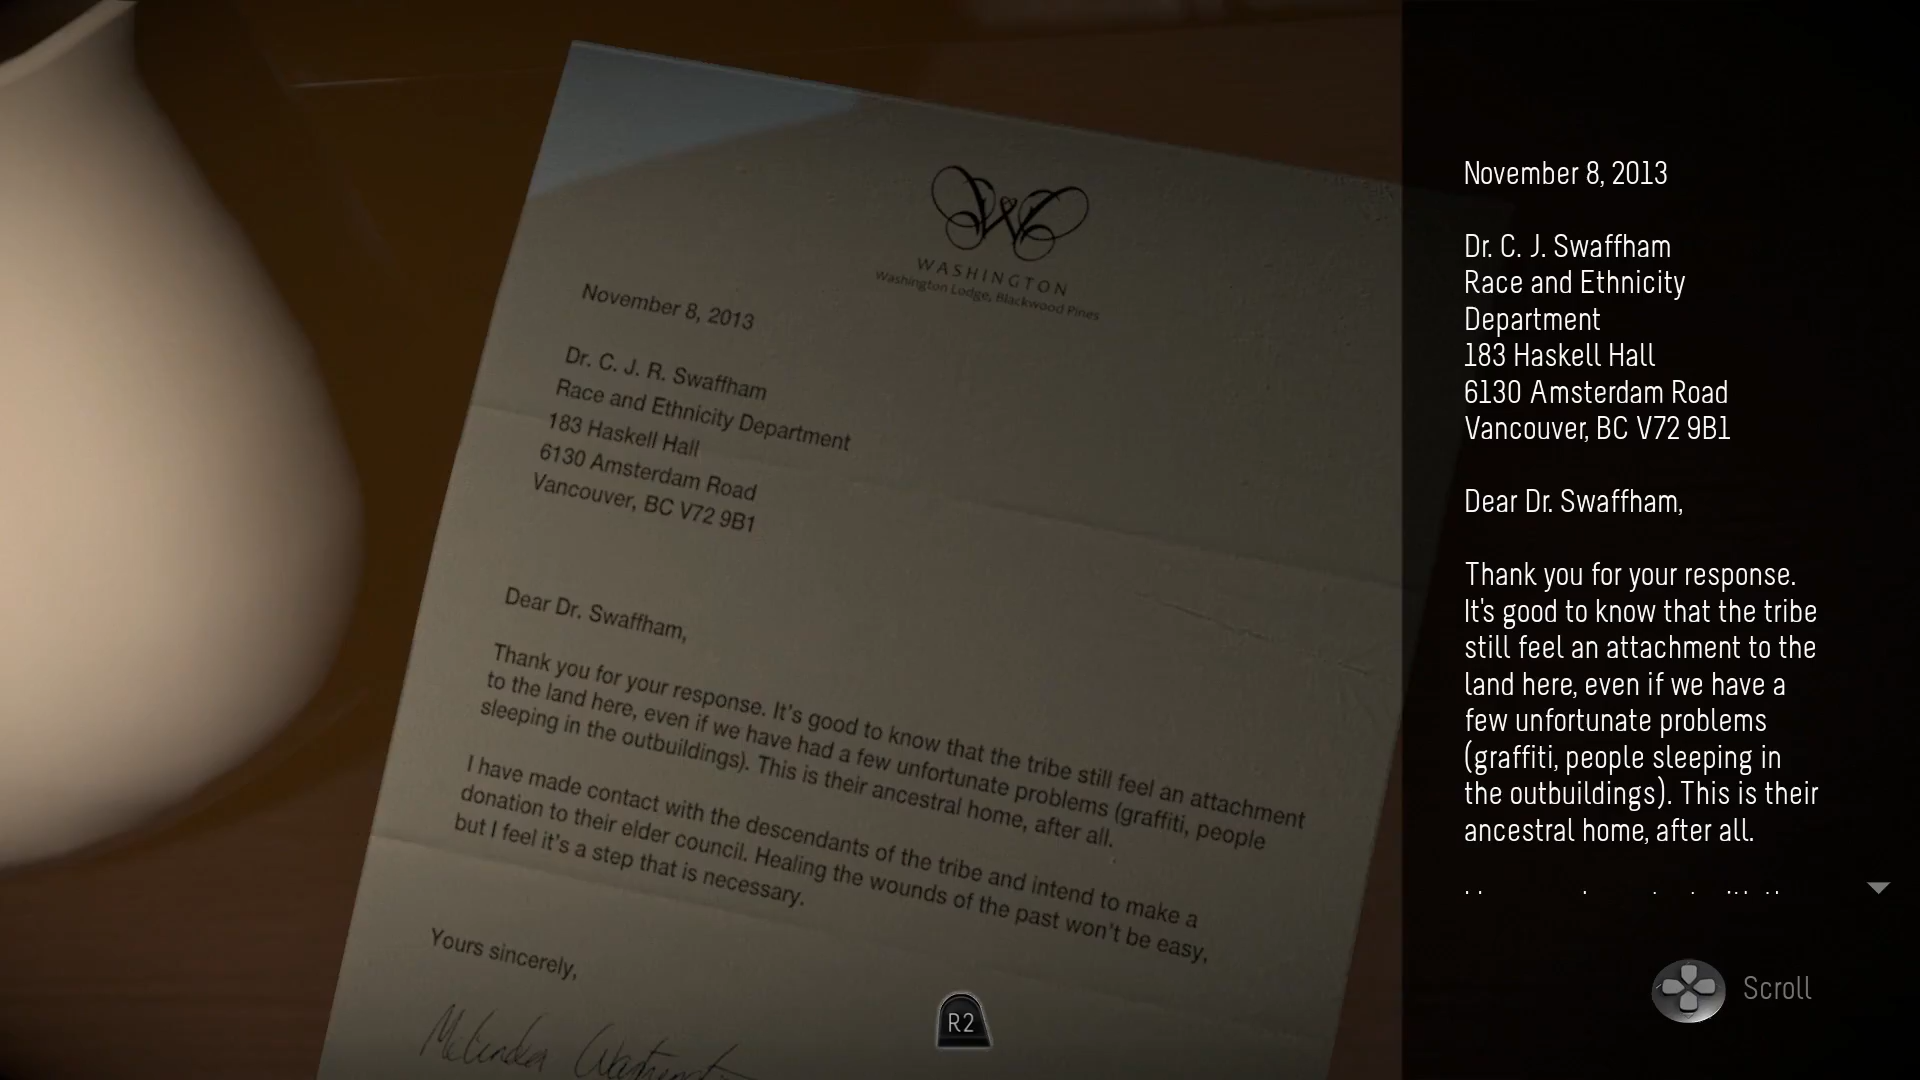 WASHINGTON
Washington Lodge, Blackwood Pines
November 8, 2013
Dr. C. J. R. Swaffham
Race and Ethnicity Department
183 Haskell Hall
6130 Amsterdam Road
Vancouver, BC V72 9B1
Dear Dr. Swaffham,
Thank you for your response. It's good to know that the tribe still feel an attachment
to the land here, even if we have had a few unfortunate problems (graffiti, people
sleeping in the outbuildings). This is their ancestral home, after all.
I have made contact with the descendants of the tribe and intend to make a
donation to their elder council. Healing the wounds of the past won't be easy,
but I feel it's a step that is necessary.
Yours sincerely,
Melinda Washington
R2
November 8, 2013
Dr. C. J. Swaffham
Race and Ethnicity
Department
183 Haskell Hall
6130 Amsterdam Road
Vancouver, BC V72 9B1
Dear Dr. Swaffham,
Thank you for your response.
It's good to know that the tribe
still feel an attachment to the
land here, even if we have a
few unfortunate problems
(graffiti, people sleeping in
the outbuildings). This is their
ancestral home, after all.
Scroll